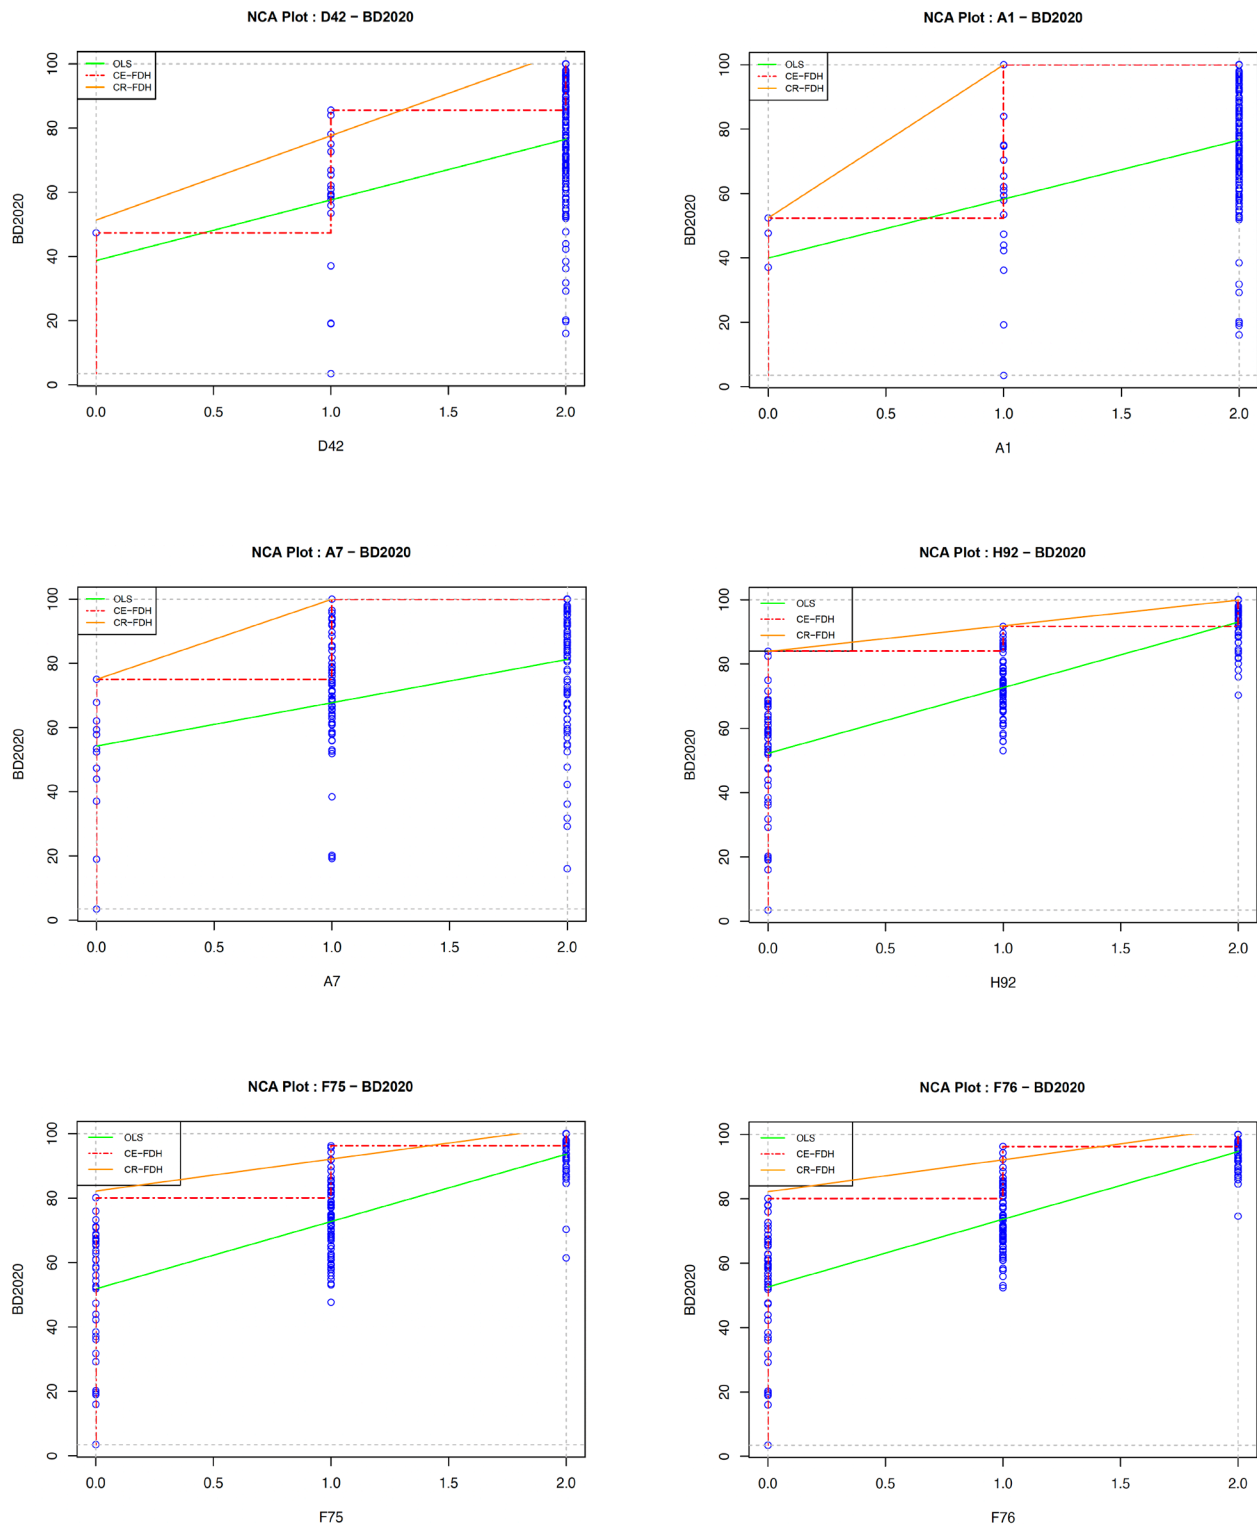 NCA Plot : D42 − BD2020
OLS
CE−FDH
CR−FDH
BD2020
100
80
60
40
20
0
0.0 0.5 1.0 1.5 2.0
D42
NCA Plot : A1 − BD2020
OLS
CE−FDH
CR−FDH
BD2020
100
80
60
40
20
0
0.0 0.5 1.0 1.5 2.0
A1
NCA Plot : A7 − BD2020
OLS
CE−FDH
CR−FDH
BD2020
100
80
60
40
20
0
0.0 0.5 1.0 1.5 2.0
A7
NCA Plot : H92 − BD2020
OLS
CE−FDH
CR−FDH
BD2020
100
80
60
40
20
0
0.0 0.5 1.0 1.5 2.0
H92
NCA Plot : F75 − BD2020
OLS
CE−FDH
CR−FDH
BD2020
100
80
60
40
20
0
0.0 0.5 1.0 1.5 2.0
F75
NCA Plot : F76 − BD2020
OLS
CE−FDH
CR−FDH
BD2020
100
80
60
40
20
0
0.0 0.5 1.0 1.5 2.0
F76